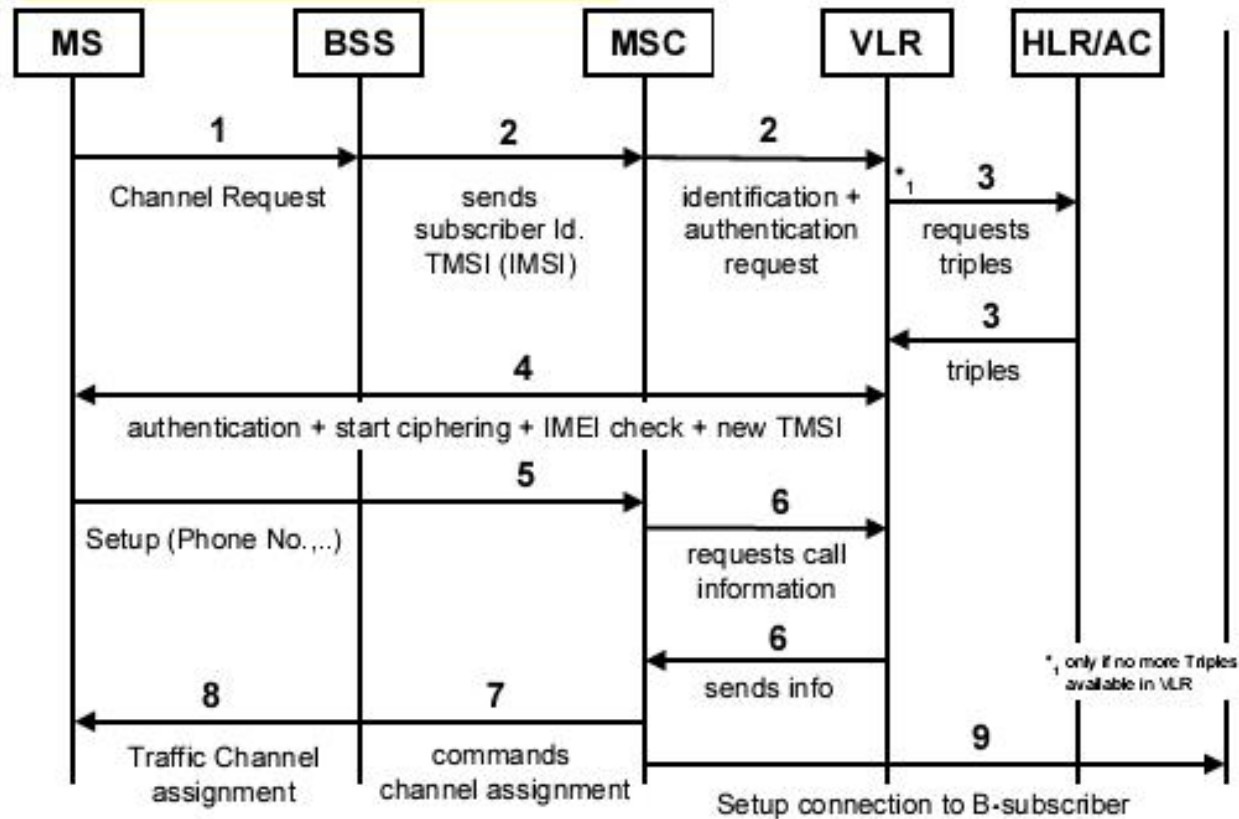 MS BSS MSC VLR HLR/AC
1 2 2
Channel Request
sends
subscriber Id.
TMSI (IMSI)
identification +
authentication
request
*1 3
requests
triples
3
triples
4
authentication + start ciphering + IMEI check + new TMSI
5
Setup (Phone No.,..)
6
requests call
information
6
sends info
*1 only if no more Triples
available in VLR
8 7
Traffic Channel
assignment
commands
channel assignment
9
Setup connection to B-subscriber